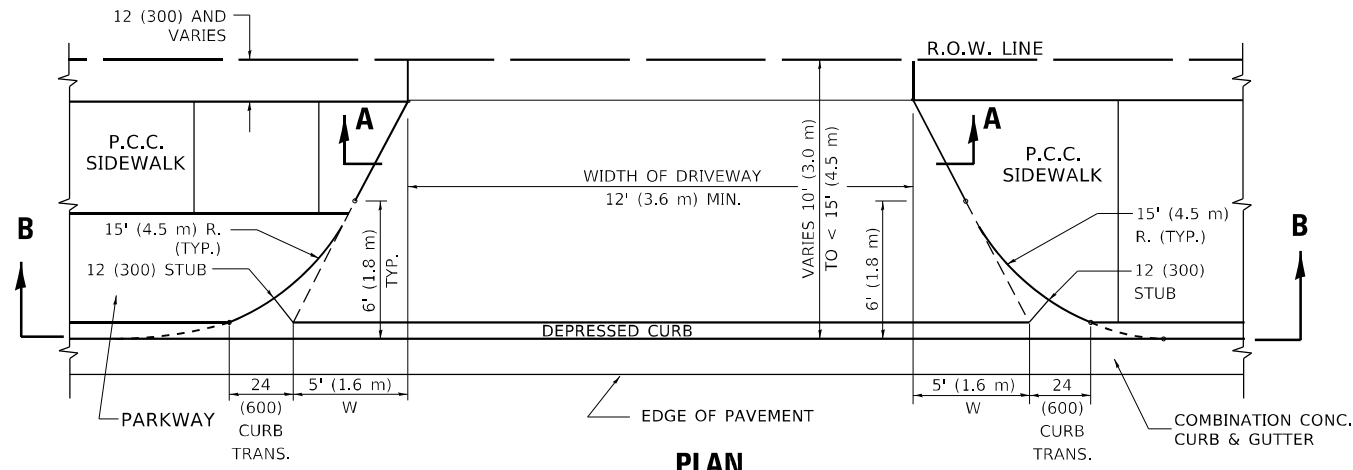 12 (300) AND
VARIES
R.O.W. LINE
A
A
P.C.C.
SIDEWALK
P.C.C.
SIDEWALK
WIDTH OF DRIVEWAY
12' (3.6 m) MIN.
VARIES 10' (3.0 m)
TO < 15' (4.5 m)
B
B
15' (4.5 m) R.
(TYP.)
15' (4.5 m)
R. (TYP.)
12 (300) STUB
6' (1.8 m)
TYP.
6' (1.8 m)
12 (300)
STUB
DEPRESSED CURB
PARKWAY
24
(600)
CURB
TRANS.
5' (1.6 m)
W
EDGE OF PAVEMENT
5' (1.6 m)
W
24
(600)
CURB
TRANS.
COMBINATION CONC.
CURB & GUTTER
PLAN